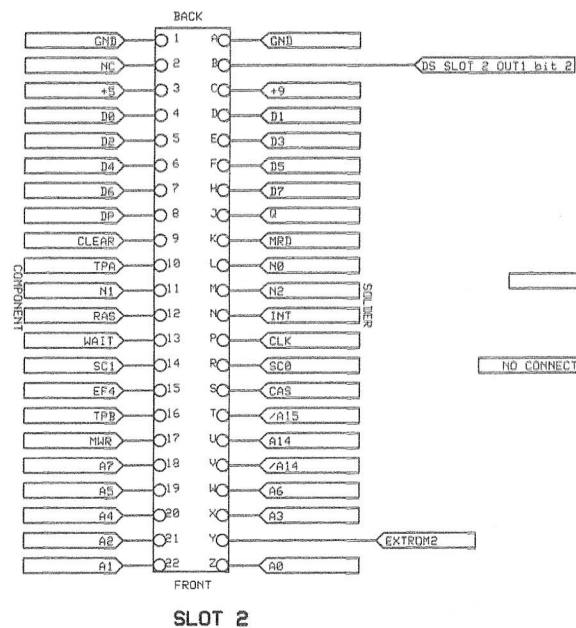 BACK
GND 1 A GND
NC 2 B DS SLOT 2 OUT1 bit 2
+5 3 C +9
D0 4 D D1
D2 5 E D3
D4 6 F D5
D6 7 H D7
DP 8 J Q
CLEAR 9 K MRD
TPA 10 L N0
N1 11 M N2
RAS 12 N INT
WAIT 13 P CLK
SC1 14 R SC0
EF4 15 S CAS
TPB 16 T /A15
MWR 17 U A14
A7 18 V /A14
A5 19 W A6
A4 20 X A3
A2 21 Y EXTROM2
A1 22 Z A0
COMPONENT
SOLDER
NO CONNECT
FRONT
SLOT 2